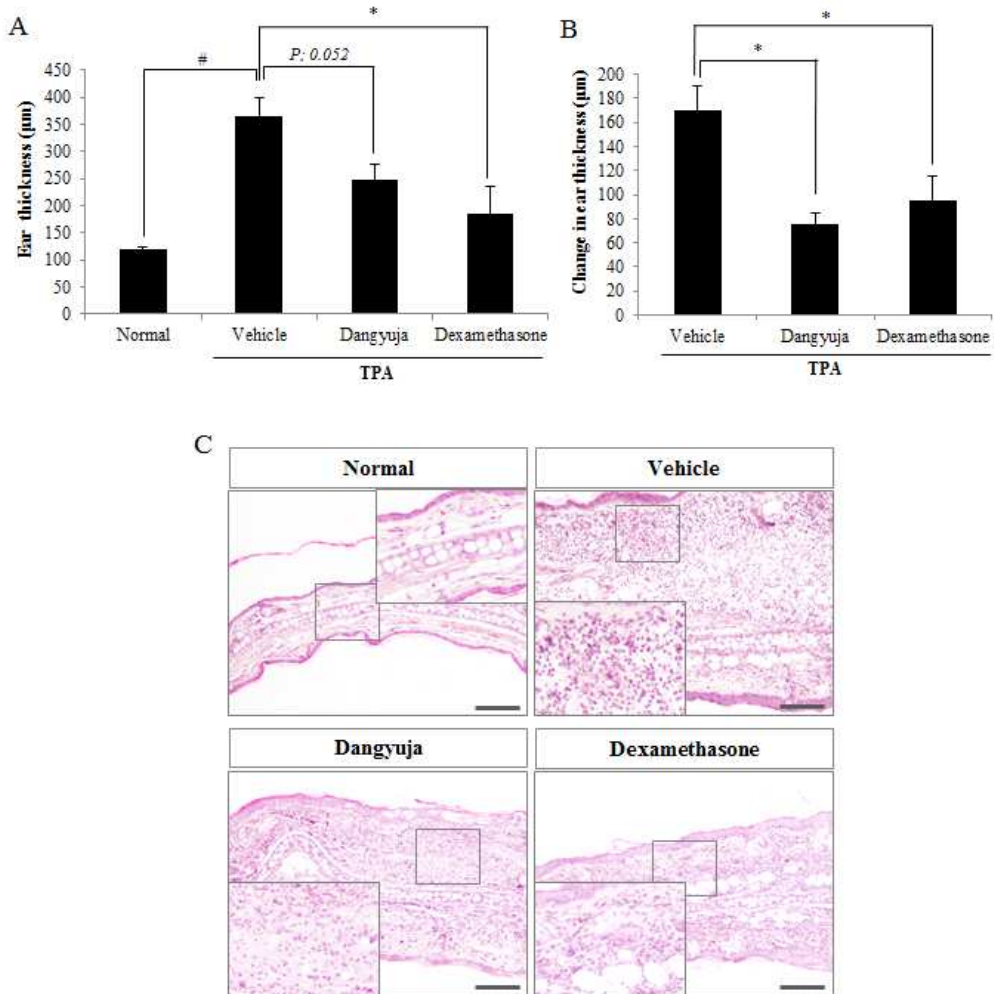 A
*
#
P; 0.052
Ear thickness (μm)
450
400
350
300
250
200
150
100
50
0
Normal
Vehicle
Dangyuja
Dexamethasone
TPA
B
*
*
Change in ear thickness (μm)
200
180
160
140
120
100
80
60
40
20
0
Vehicle
Dangyuja
Dexamethasone
TPA
C
Normal
Vehicle
Dangyuja
Dexamethasone